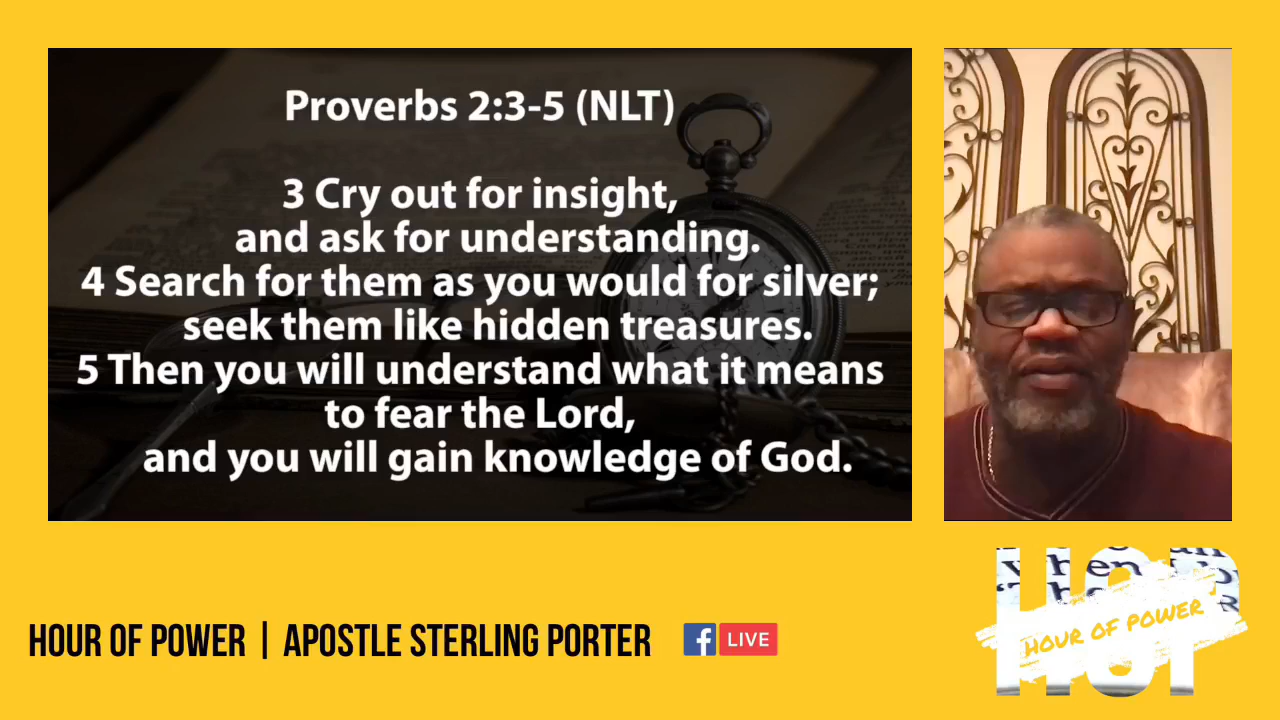 Proverbs 2:3-5 (NLT)
3 Cry out for insight,
and ask for understanding.
4 Search for them as you would for silver;
seek them like hidden treasures.
5 Then you will understand what it means
to fear the Lord,
and you will gain knowledge of God.
HOUR OF POWER | APOSTLE STERLING PORTER
f LIVE
HOP
HOUR OF POWER